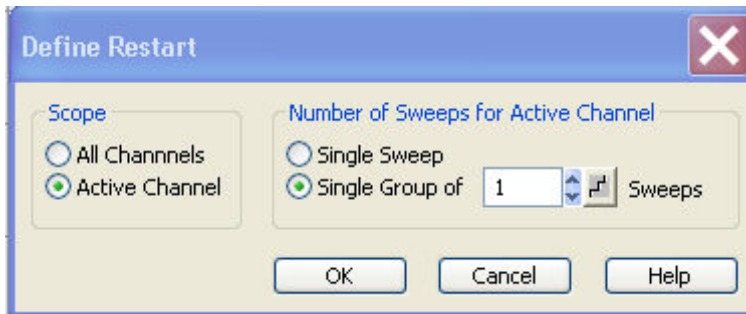 Define Restart
Scope
All Channnels
Active Channel
Number of Sweeps for Active Channel
Single Sweep
Single Group of 1 Sweeps
OK Cancel Help